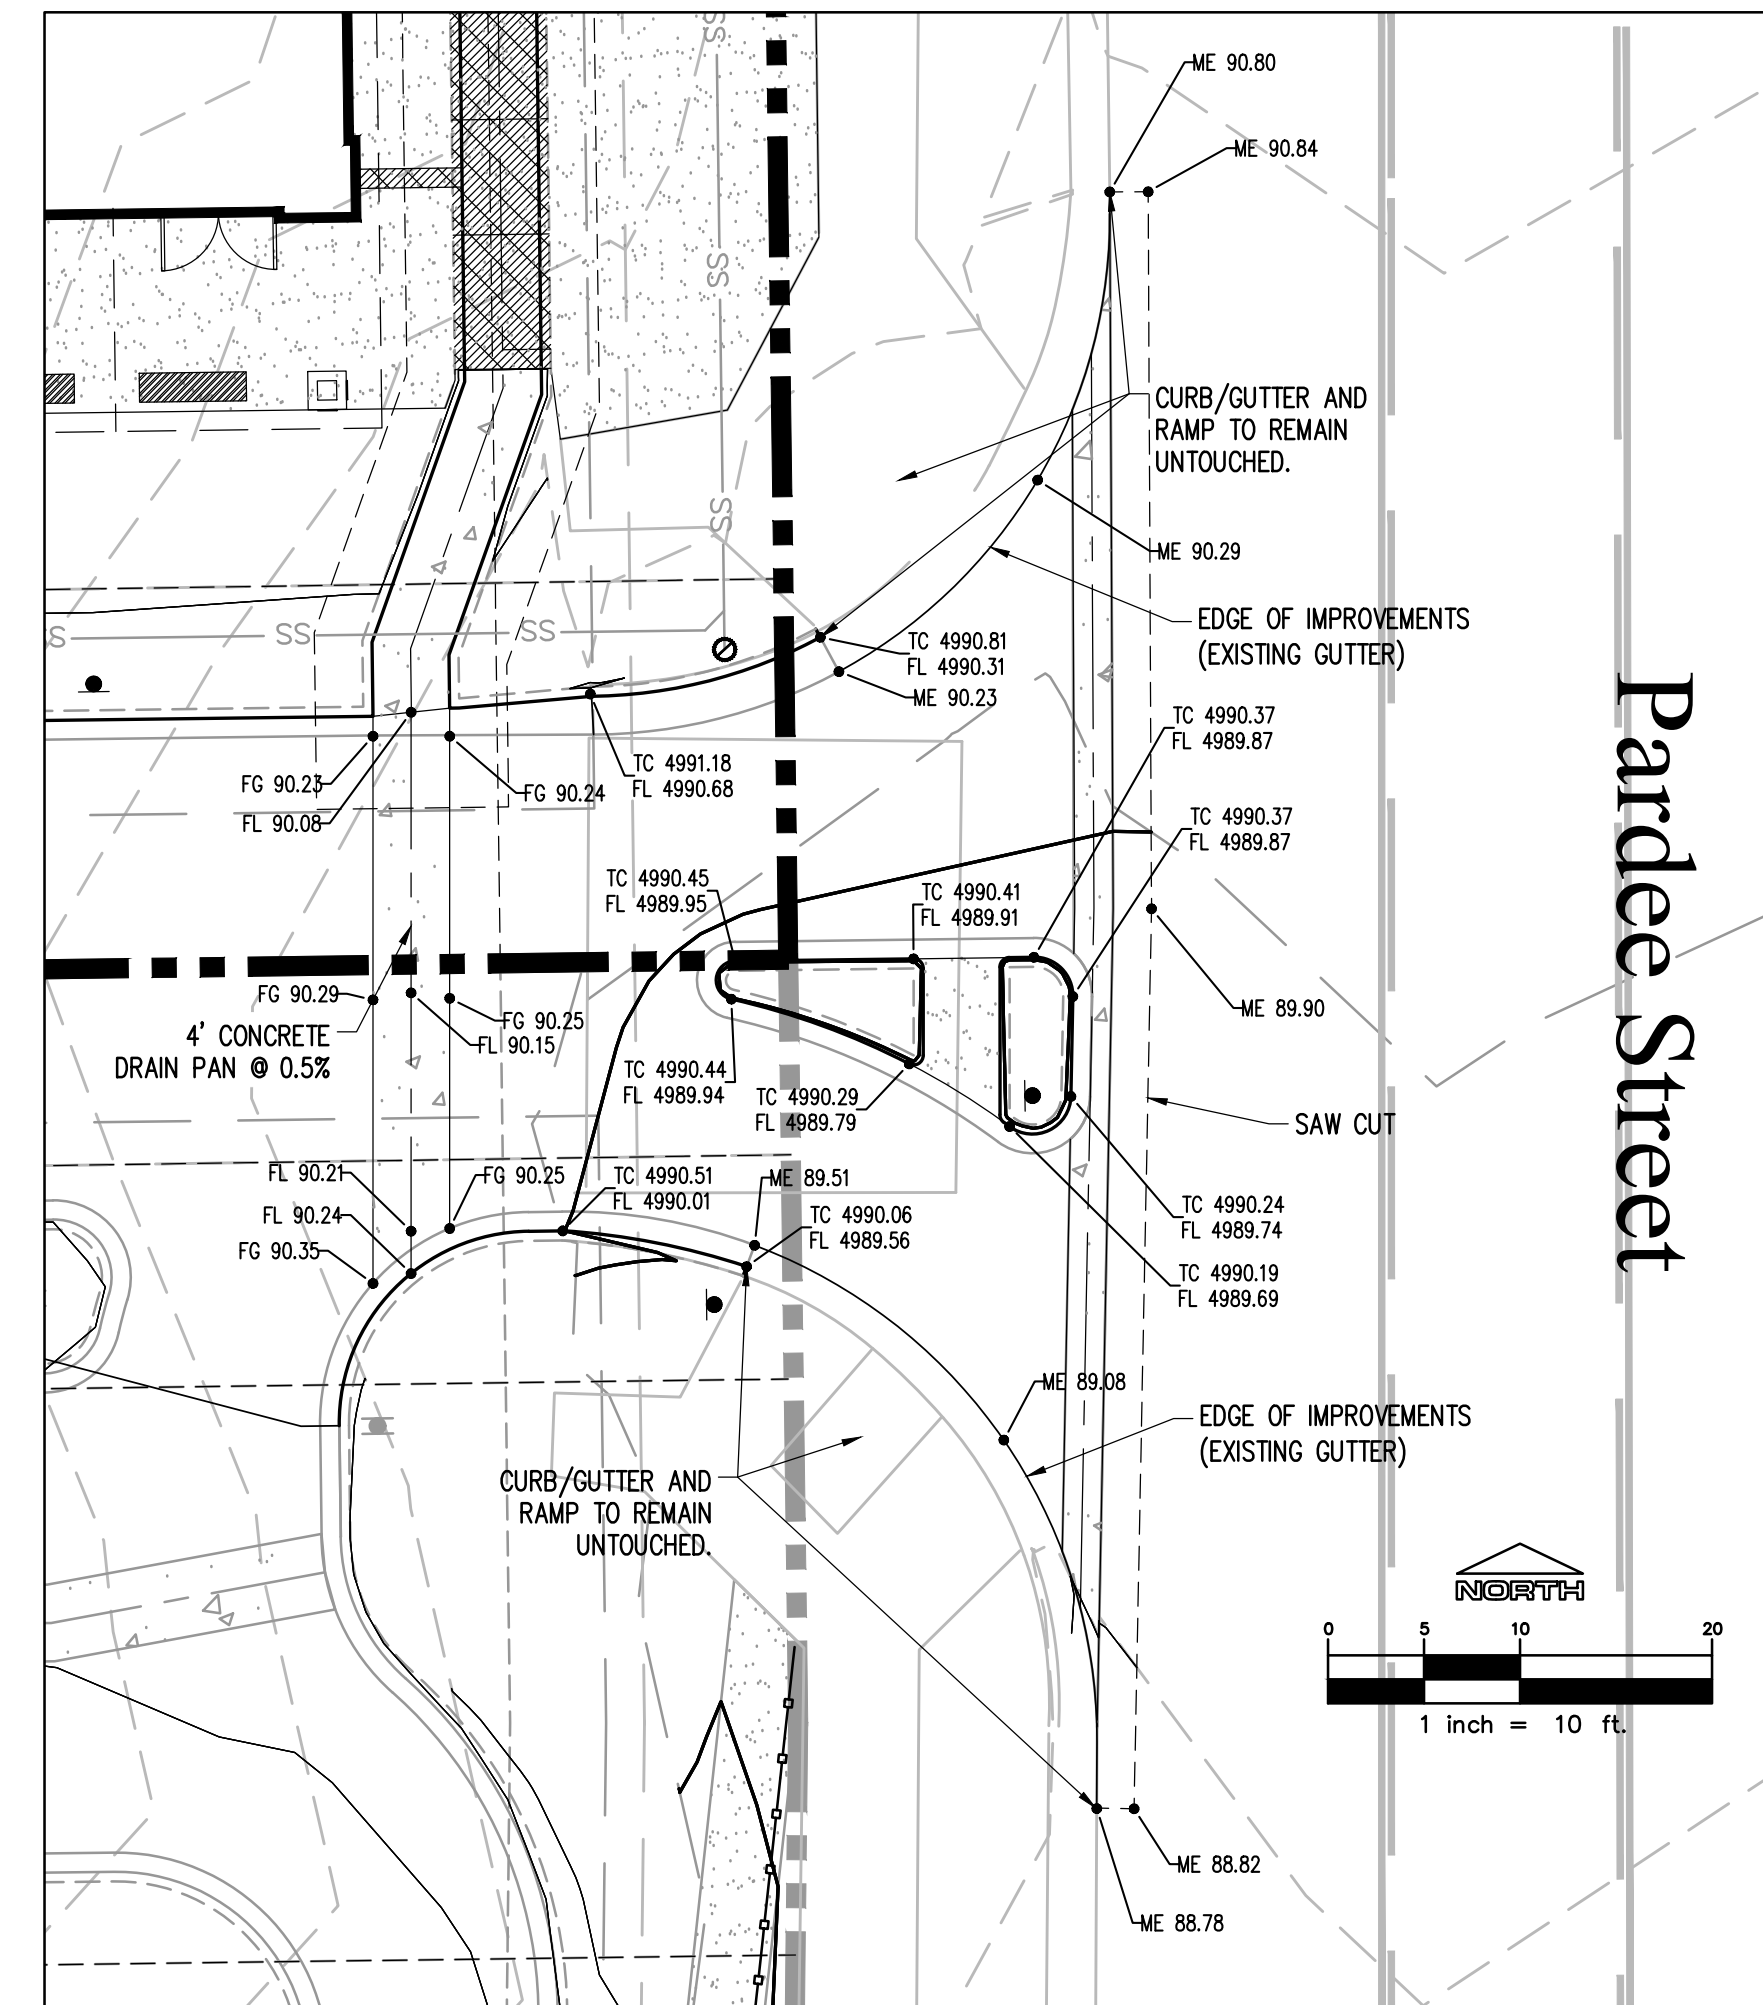 SS
ME 90.80
ME 90.84
SS
CURB/GUTTER AND
RAMP TO REMAIN
UNTOUCHED.
SS
ME 90.29
EDGE OF IMPROVEMENTS
(EXISTING GUTTER)
S
SS
SS
TC 4990.81
FL 4990.31
ME 90.23
TC 4990.37
FL 4989.87
TC 4991.18
FL 4990.68
FG 90.23
FG 90.24
FL 90.08
TC 4990.37
FL 4989.87
TC 4990.45
FL 4989.95
TC 4990.41
FL 4989.91
Pardee Street
FG 90.29
ME 89.90
FG 90.25
FL 90.15
4' CONCRETE
DRAIN PAN @ 0.5%
TC 4990.44
FL 4989.94
TC 4990.29
FL 4989.79
SAW CUT
FL 90.21
FG 90.25
TC 4990.51
FL 4990.01
ME 89.51
FL 90.24
TC 4990.06
FL 4989.56
TC 4990.24
FL 4989.74
FG 90.35
TC 4990.19
FL 4989.69
ME 89.08
EDGE OF IMPROVEMENTS
(EXISTING GUTTER)
CURB/GUTTER AND
RAMP TO REMAIN
UNTOUCHED.
NORTH
0 5 10 20
1 inch = 10 ft.
ME 88.82
ME 88.78